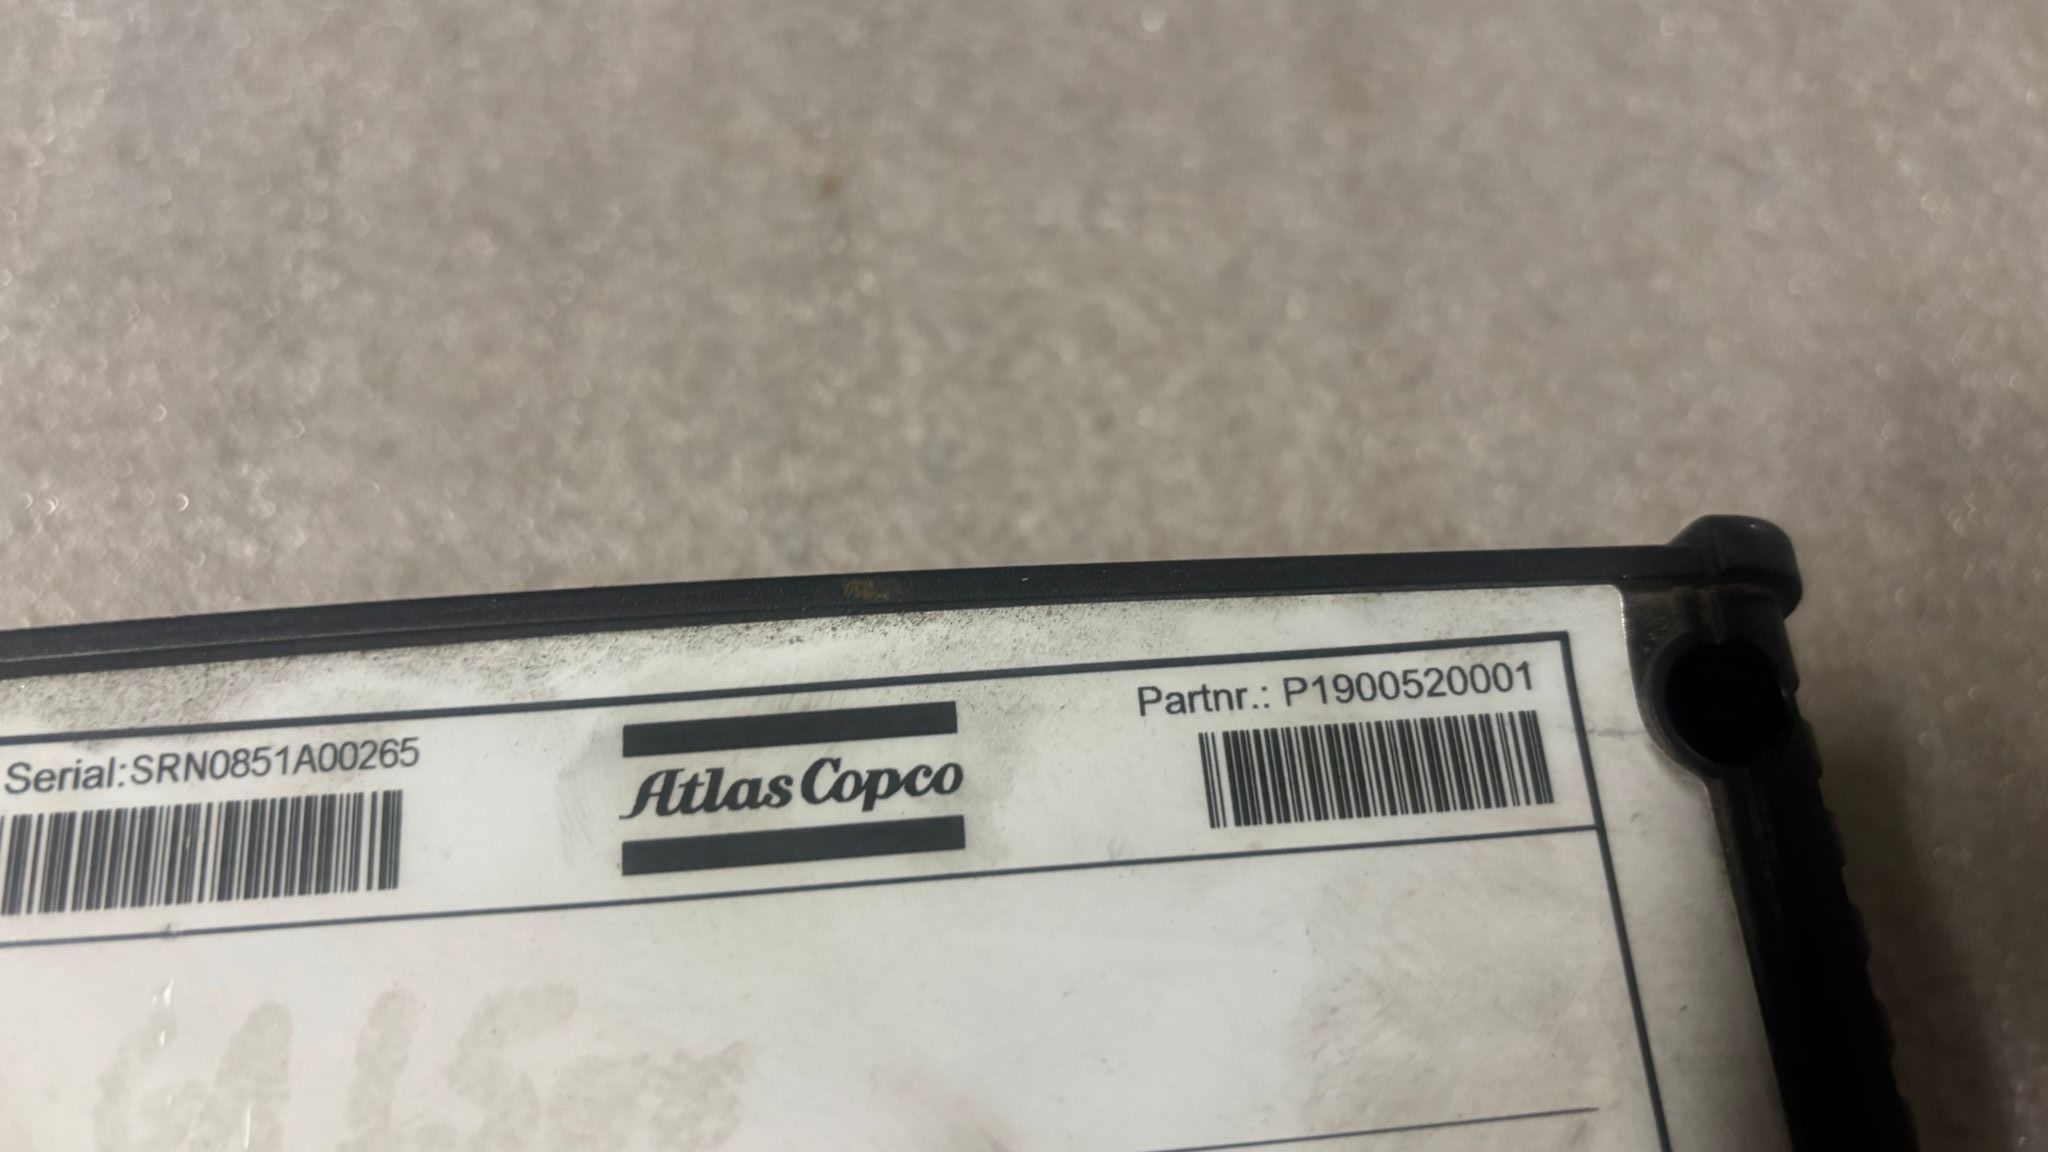 Serial:SRN0851A00265
Atlas Copco
Partnr.: P1900520001